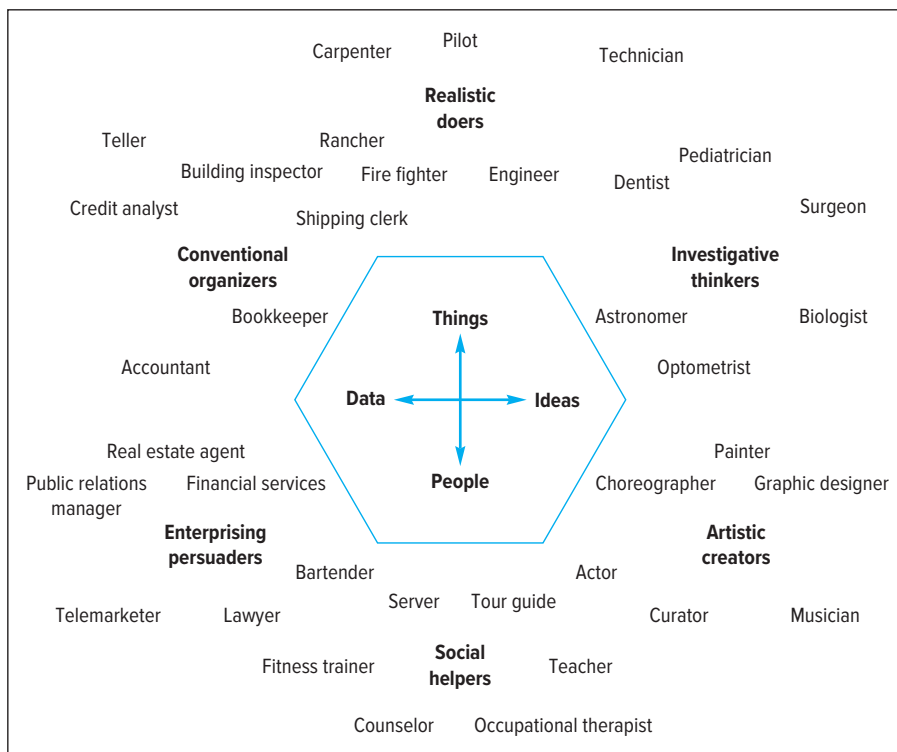 Carpenter
Pilot
Technician
Realistic
doers
Teller
Rancher
Building inspector
Fire fighter
Engineer
Pediatrician
Dentist
Credit analyst
Shipping clerk
Surgeon
Conventional
organizers
Investigative
thinkers
Bookkeeper
Things
Astronomer
Biologist
Accountant
Optometrist
Data
Ideas
Real estate agent
Painter
Public relations
manager
Financial services
People
Choreographer
Graphic designer
Enterprising
persuaders
Artistic
creators
Bartender
Actor
Server
Tour guide
Telemarketer
Lawyer
Curator
Musician
Social
helpers
Fitness trainer
Teacher
Counselor
Occupational therapist